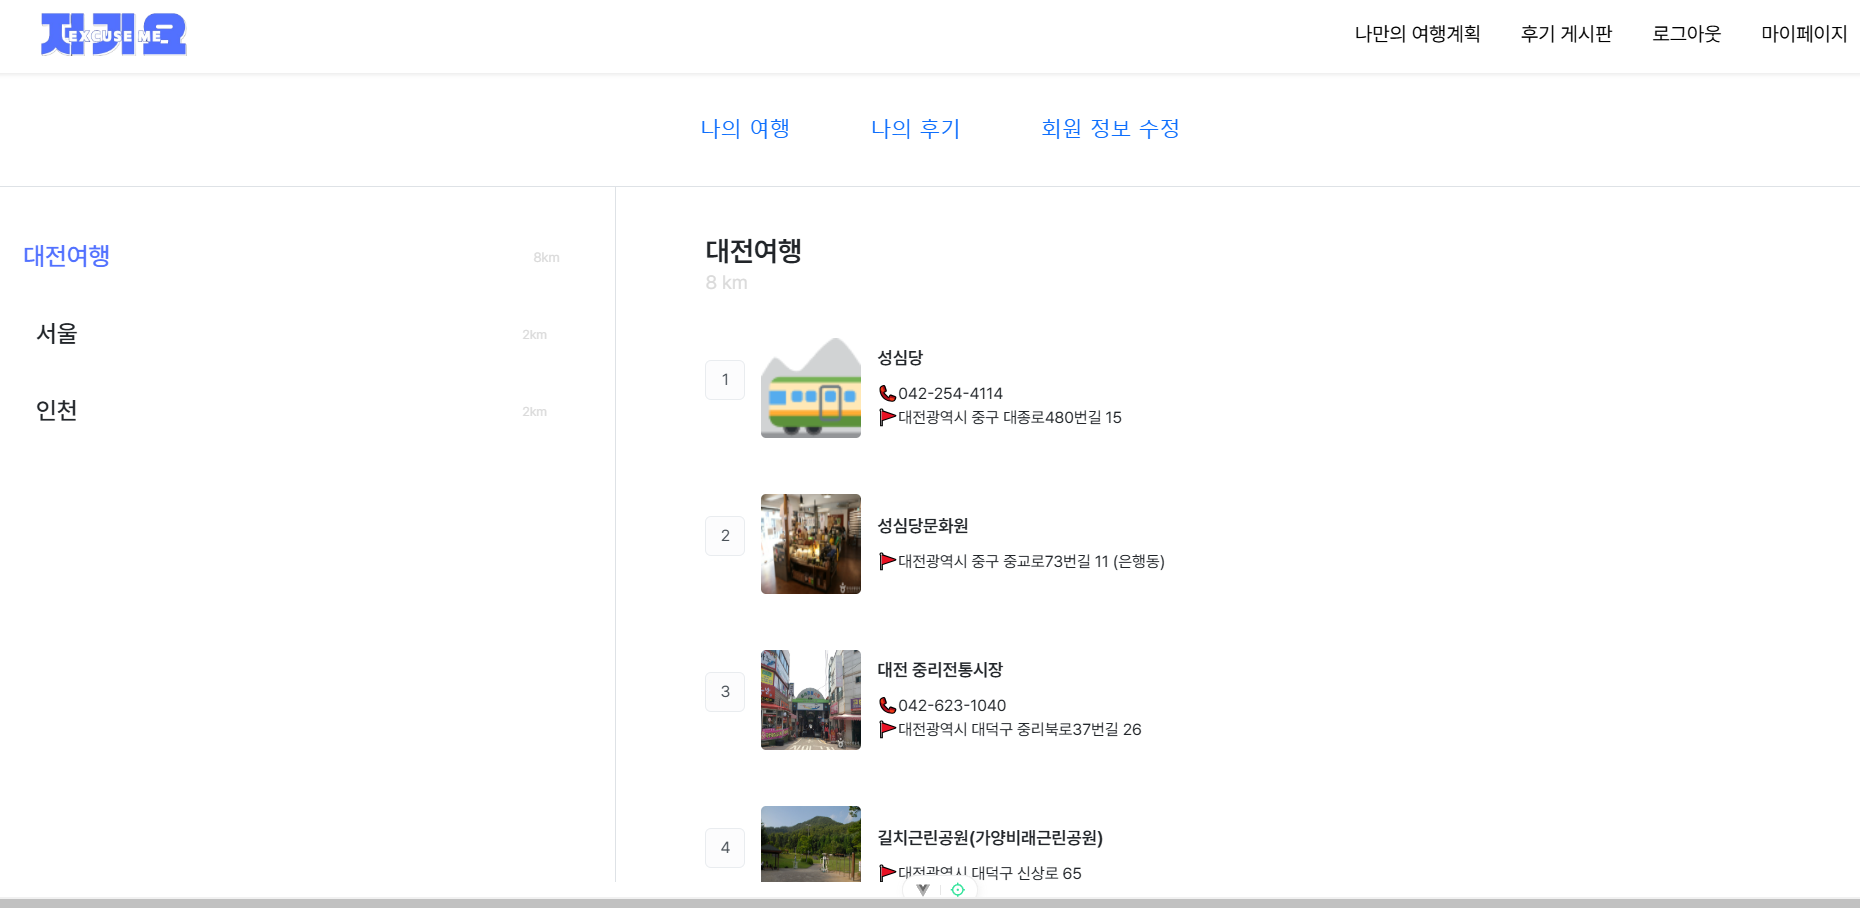 저기요
EXCUSE ME_
나만의 여행계획
후기 게시판
로그아웃
마이페이지
나의 여행
나의 후기
회원 정보 수정
대전여행
8km
서울
2km
인천
2km
대전여행
8 km
1
성심당
042-254-4114
대전광역시 중구 대종로480번길 15
2
성심당문화원
대전광역시 중구 중교로73번길 11 (은행동)
3
대전 중리전통시장
042-623-1040
대전광역시 대덕구 중리북로37번길 26
4
길치근린공원(가양비래근린공원)
대전광역시 대덕구 신상로 65